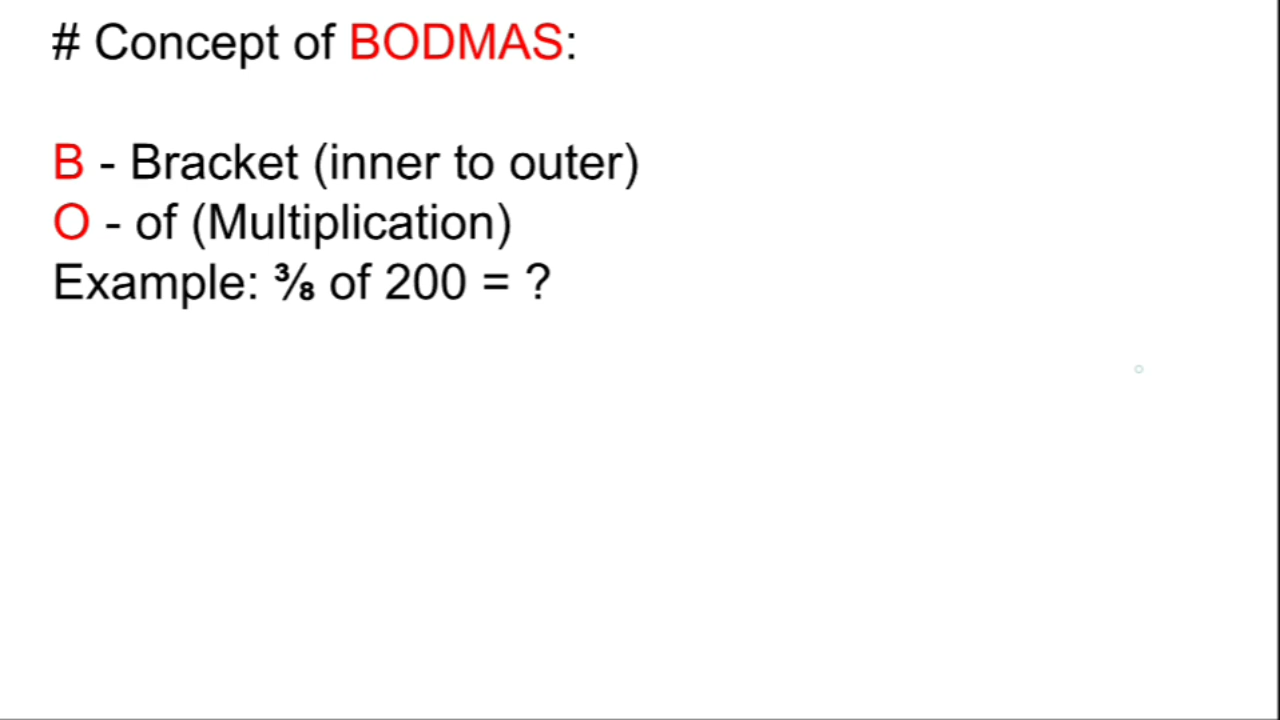 # Concept of BODMAS:
B - Bracket (inner to outer)
O - of (Multiplication)
Example: ⅜ of 200 = ?